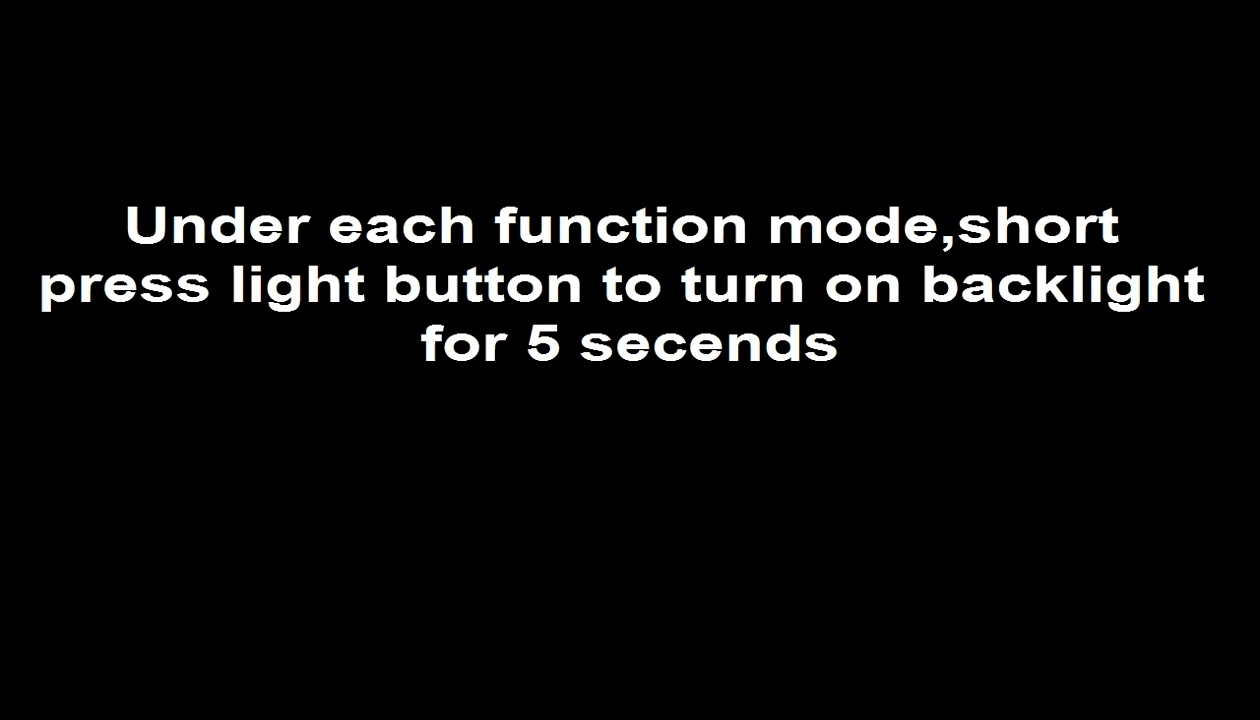 Under each function mode,short
press light button to turn on backlight
for 5 secends